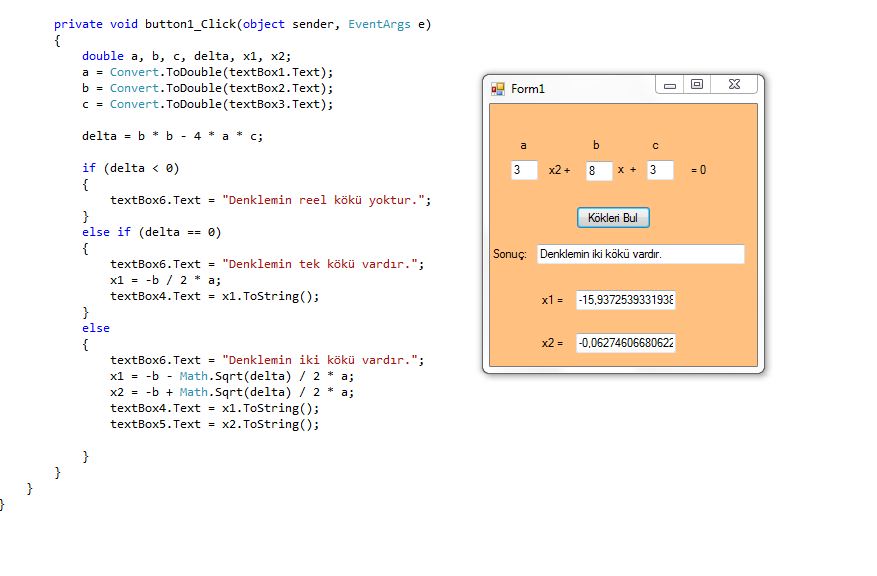 private void button1_Click(object sender, EventArgs e)
{
double a, b, c, delta, x1, x2;
a = Convert.ToDouble(textBox1.Text);
b = Convert.ToDouble(textBox2.Text);
c = Convert.ToDouble(textBox3.Text);
delta = b * b - 4 * a * c;
if (delta < 0)
{
textBox6.Text = "Denklemin reel kökü yoktur.";
}
else if (delta == 0)
{
textBox6.Text = "Denklemin tek kökü vardır.";
x1 = -b / 2 * a;
textBox4.Text = x1.ToString();
}
else
{
textBox6.Text = "Denklemin iki kökü vardır.";
x1 = -b - Math.Sqrt(delta) / 2 * a;
x2 = -b + Math.Sqrt(delta) / 2 * a;
textBox4.Text = x1.ToString();
textBox5.Text = x2.ToString();
}
}
}
}
Form1
a b c
3 x2 + 8 x + 3 = 0
Kökleri Bul
Sonuç: Denklemin iki kökü vardır.
x1 = -15,9372539331938
x2 = -0,06274606680622